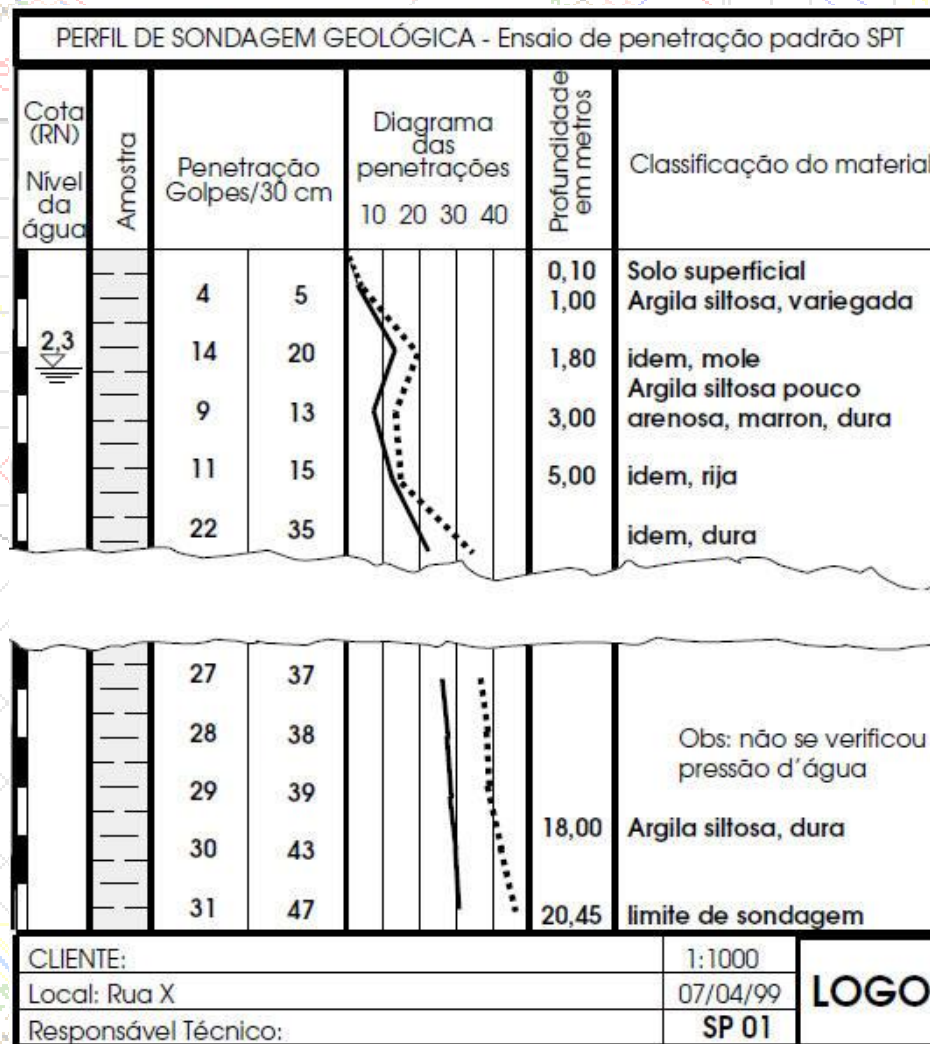 PERFIL DE SONDAGEM GEOLÓGICA - Ensaio de penetração padrão SPT
Cota
(RN)
Nível
da
água
Amostra
Penetração
Golpes/30 cm
Diagrama
das
penetrações
10 20 30 40
Profundidade
em metros
Classificação do material
0,10 Solo superficial
4 5 1,00 Argila siltosa, variegada
2,3
14 20 1,80 idem, mole
Argila siltosa pouco
9 13 3,00 arenosa, marron, dura
11 15 5,00 idem, rija
22 35 idem, dura
27 37
28 38 Obs: não se verificou
pressão d´água
29 39
18,00 Argila siltosa, dura
30 43
31 47 20,45 limite de sondagem
CLIENTE: 1:1000
Local: Rua X 07/04/99
Responsável Técnico: SP 01
LOGO